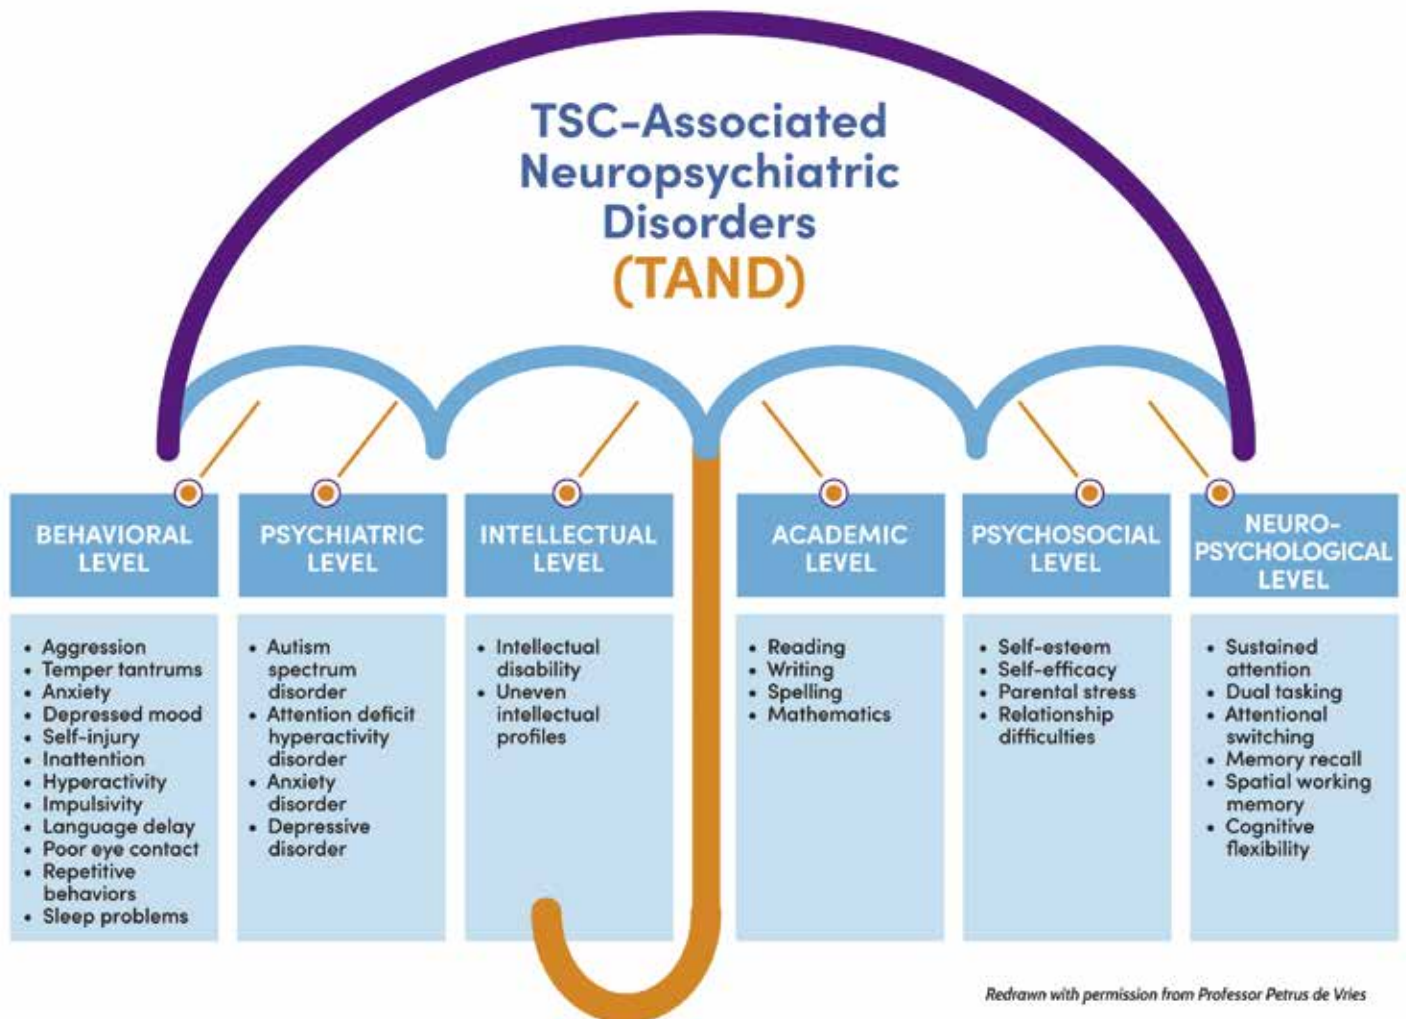 TSC-Associated
Neuropsychiatric
Disorders
(TAND)
BEHAVIORAL
LEVEL
• Aggression
• Temper tantrums
• Anxiety
• Depressed mood
• Self-injury
• Inattention
• Hyperactivity
• Impulsivity
• Language delay
• Poor eye contact
• Repetitive
behaviors
• Sleep problems
PSYCHIATRIC
LEVEL
• Autism
spectrum
disorder
• Attention deficit
hyperactivity
disorder
• Anxiety
disorder
• Depressive
disorder
INTELLECTUAL
LEVEL
• Intellectual
disability
• Uneven
intellectual
profiles
ACADEMIC
LEVEL
• Reading
• Writing
• Spelling
• Mathematics
PSYCHOSOCIAL
LEVEL
• Self-esteem
• Self-efficacy
• Parental stress
• Relationship
difficulties
NEURO-
PSYCHOLOGICAL
LEVEL
• Sustained
attention
• Dual tasking
• Attentional
switching
• Memory recall
• Spatial working
memory
• Cognitive
flexibility
Redrawn with permission from Professor Petrus de Vries